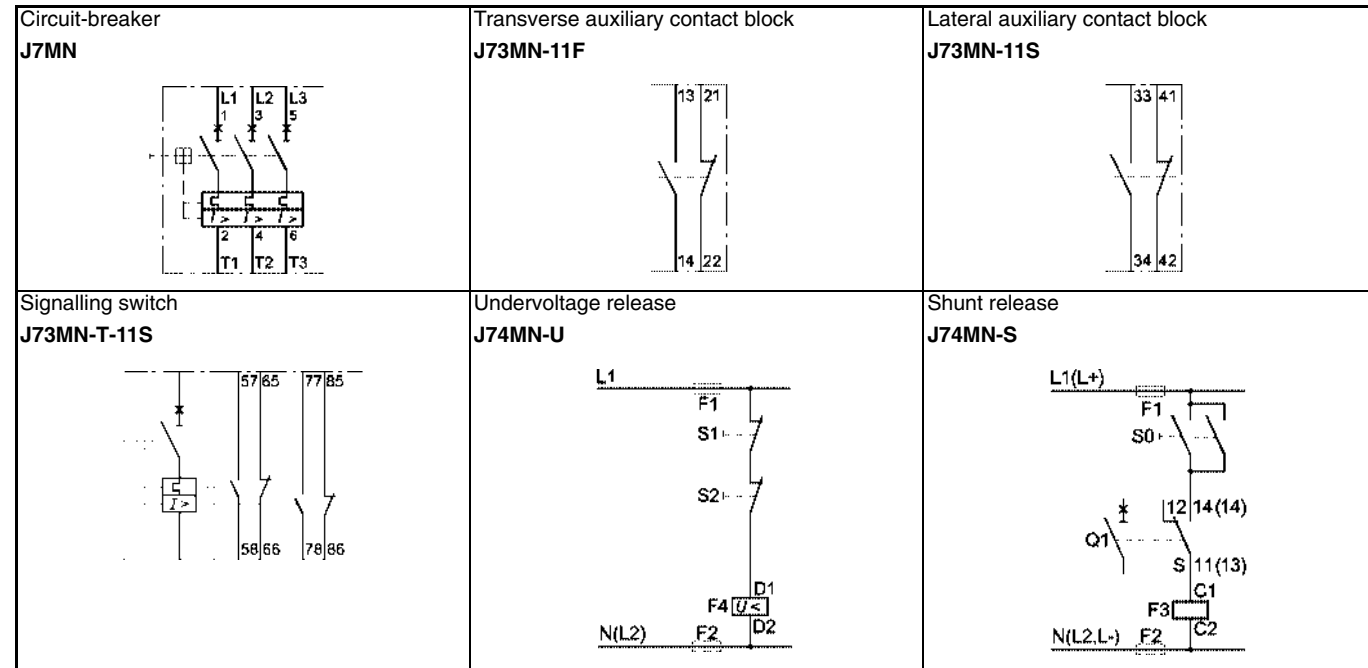 Circuit-breaker
J7MN
L1 L2 L3
1 3 5
I> I> I>
2 4 6
T1 T2 T3
Transverse auxiliary contact block
J73MN-11F
13 21
14 22
Lateral auxiliary contact block
J73MN-11S
33 41
34 42
Signalling switch
J73MN-T-11S
57 65 77 85
I>
58 66 78 86
Undervoltage release
J74MN-U
L1
F1
S1
S2
D1
F4 U<
D2
N(L2) F2
Shunt release
J74MN-S
L1(L+)
F1
S0
12 14(14)
Q1
S 11(13)
C1
F3
C2
N(L2,L-) F2